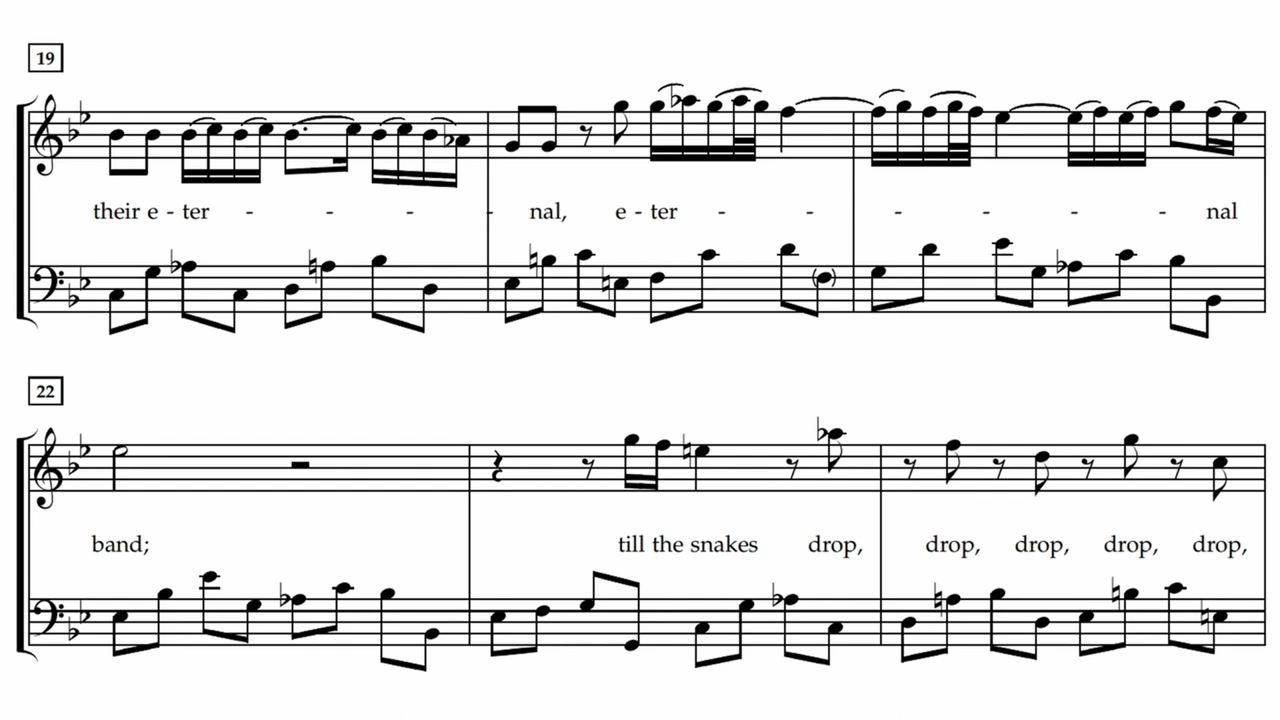 19
their e - ter - - - - nal, e - ter - - - - - - nal
22
band; till the snakes drop, drop, drop, drop, drop,